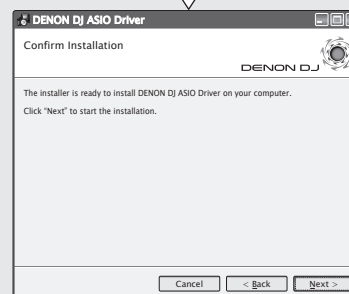 DENON DJ ASIO Driver
Confirm Installation
DENON DJ
The installer is ready to install DENON DJ ASIO Driver on your computer.
Click “Next” to start the installation.
Cancel
< Back
Next >